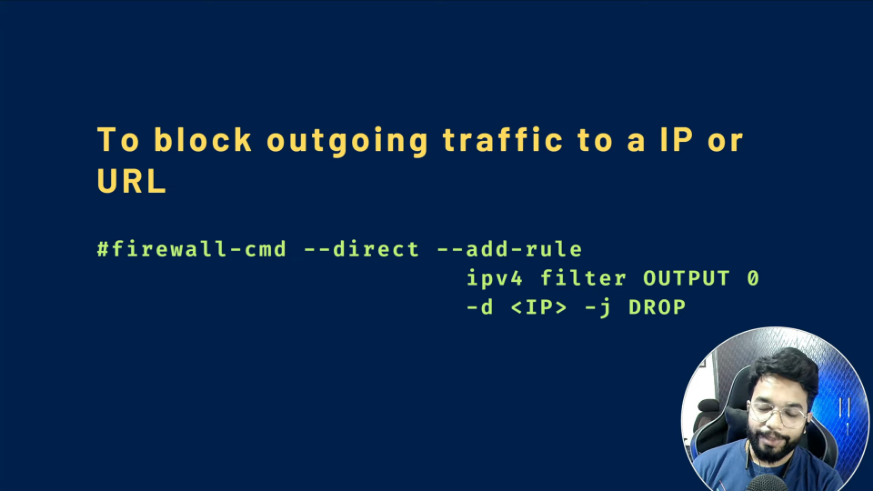 To block outgoing traffic to a IP or
URL
#firewall-cmd --direct --add-rule
ipv4 filter OUTPUT 0
-d <IP> -j DROP